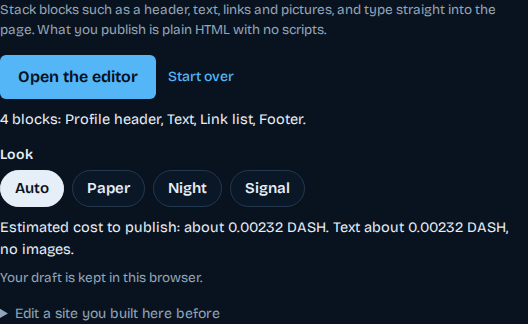 Stack blocks such as a header, text, links and pictures, and type straight into the
page. What you publish is plain HTML with no scripts.
Open the editor
Start over
4 blocks: Profile header, Text, Link list, Footer.
Look
Auto
Paper
Night
Signal
Estimated cost to publish: about 0.00232 DASH. Text about 0.00232 DASH,
no images.
Your draft is kept in this browser.
Edit a site you built here before